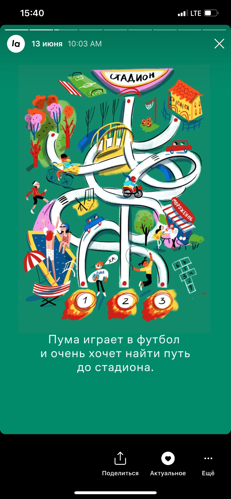 15:40
LTE
la
13 июня 10:03 AM
СТАДИОН
1 2 3
Пума играет в футбол
и очень хочет найти путь
до стадиона.
Поделиться
Актуальное
Ещё